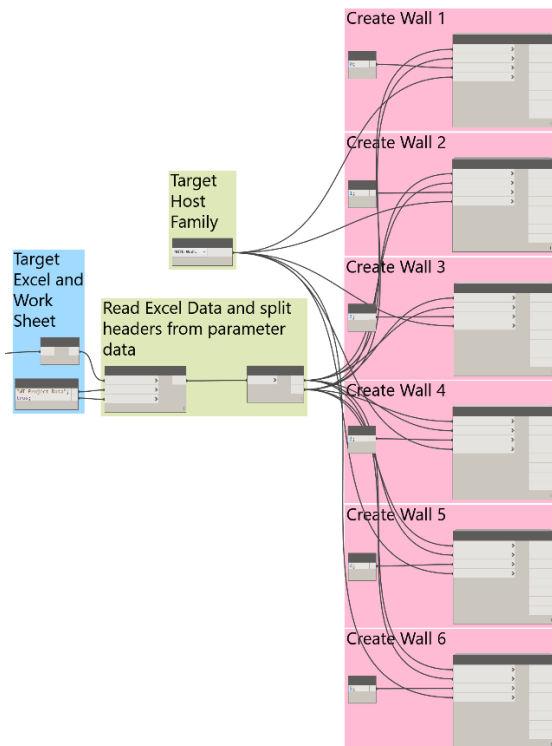 Create Wall 1
Create Wall 2
Target
Host
Family
Create Wall 3
Target
Excel and
Work
Sheet
Read Excel Data and split
headers from parameter
data
true;
Create Wall 4
Create Wall 5
Create Wall 6